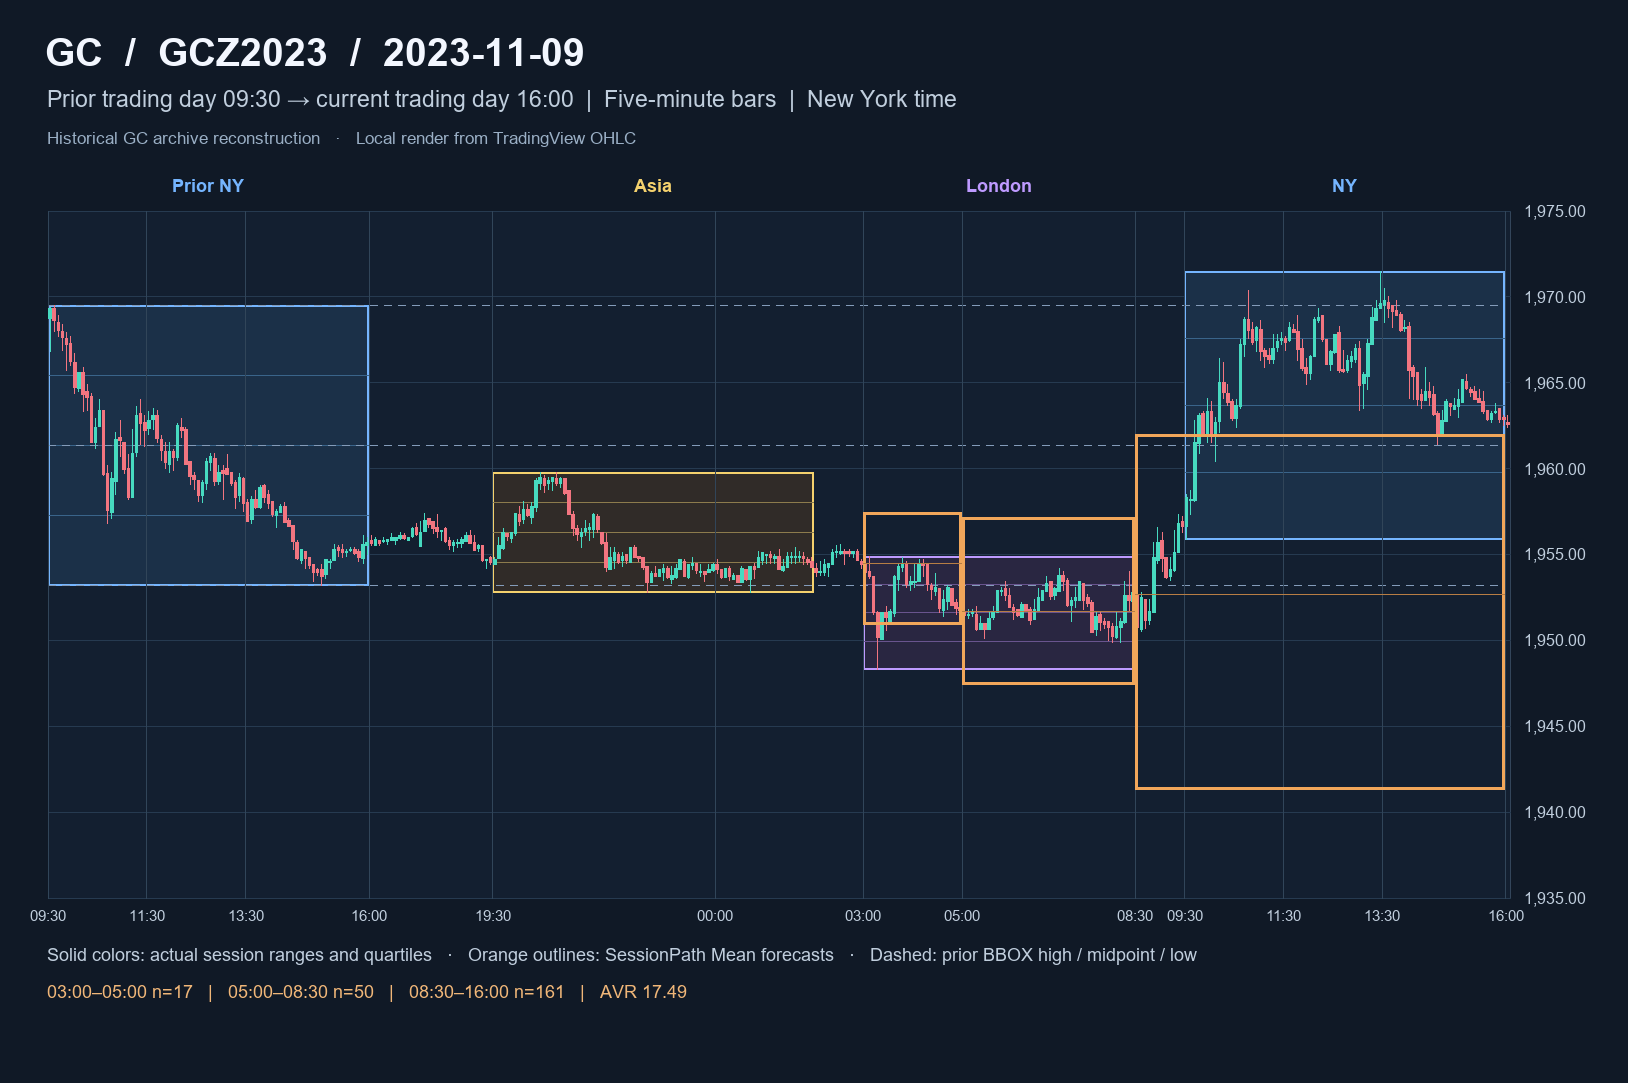 GC / GCZ2023 / 2023-11-09
Prior trading day 09:30 → current trading day 16:00 | Five-minute bars | New York time
Historical GC archive reconstruction · Local render from TradingView OHLC
Prior NY Asia London NY
1,975.00
1,970.00
1,965.00
1,960.00
1,955.00
1,950.00
1,945.00
1,940.00
1,935.00
09:30 11:30 13:30 16:00 19:30 00:00 03:00 05:00 08:30 09:30 11:30 13:30 16:00
Solid colors: actual session ranges and quartiles · Orange outlines: SessionPath Mean forecasts · Dashed: prior BBOX high / midpoint / low
03:00–05:00 n=17 | 05:00–08:30 n=50 | 08:30–16:00 n=161 | AVR 17.49